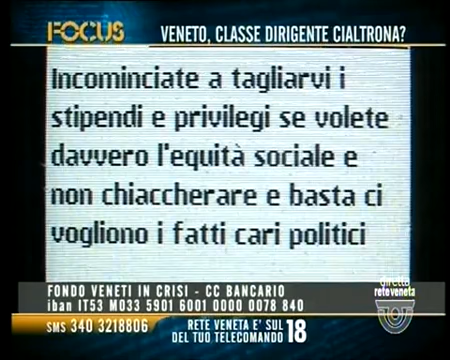 FOCUS
VENETO, CLASSE DIRIGENTE CIALTRONA?
Incominciate a tagliarvi i
stipendi e privilegi se volete
davvero l'equità sociale e
non chiaccherare e basta ci
vogliono i fatti cari politici
diretta
reteveneta
FONDO VENETI IN CRISI - CC BANCARIO
iban IT53 M033 5901 6001 0000 0078 840
SMS 340 3218806
RETE VENETA E' SUL
DEL TUO TELECOMANDO 18